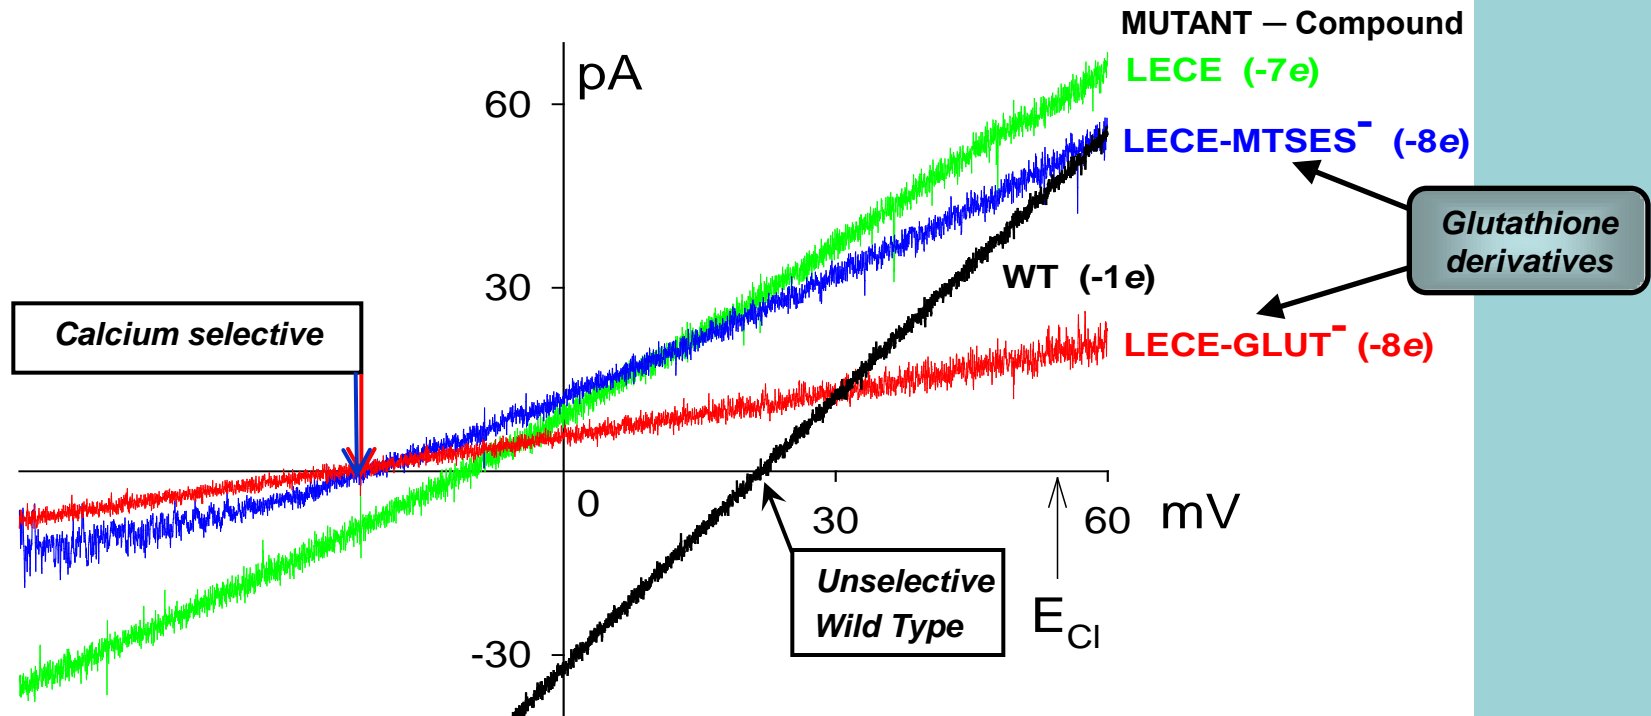 MUTANT — Compound
pA
LECE (-7e)
60
LECE-MTSES⁻ (-8e)
Glutathione
derivatives
WT (-1e)
30
Calcium selective
LECE-GLUT⁻ (-8e)
0
30
60
mV
Unselective
Wild Type
E_Cl
-30